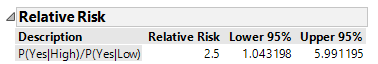 Relative Risk
Description Relative Risk Lower 95% Upper 95%
P(Yes|High)/P(Yes|Low) 2.5 1.043198 5.991195